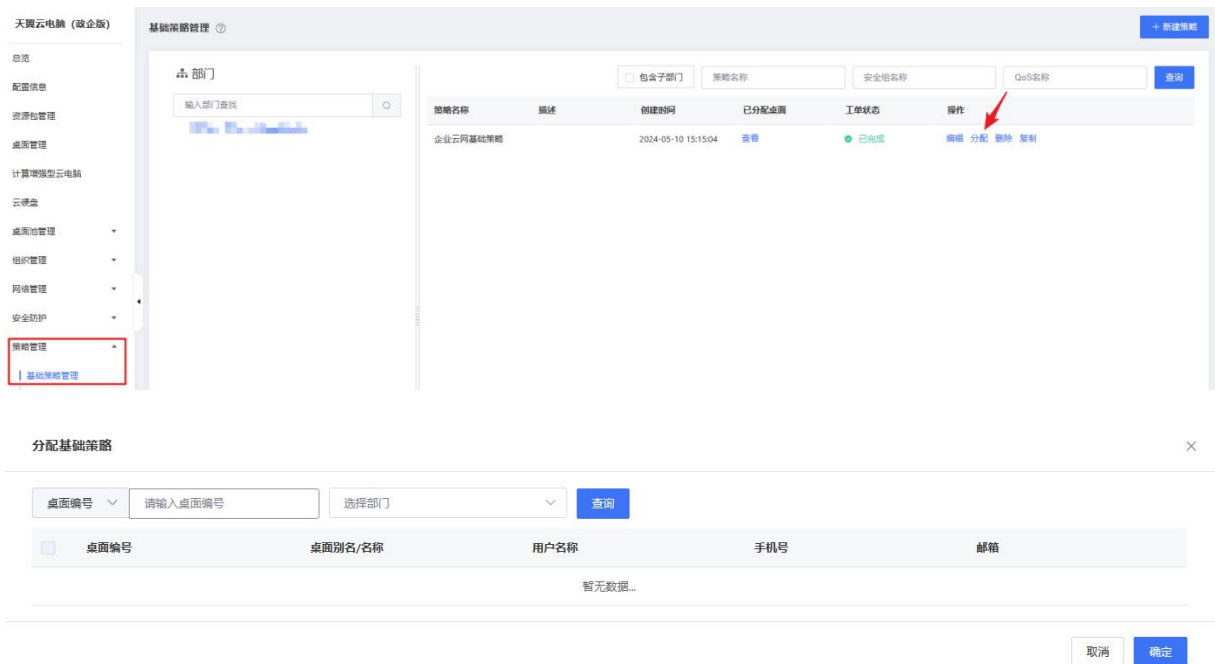 天翼云电脑（政企版）
基础策略管理
+ 新建策略
总览
配置信息
资源包管理
桌面管理
计算增强型云电脑
云硬盘
桌面池管理
组织管理
网络管理
安全防护
策略管理
基础策略管理
部门
输入部门查找
包含子部门 策略名称 安全组名称 QoS名称 查询
策略名称 描述 创建时间 已分配桌面 工单状态 操作
企业云网基础策略 2024-05-10 15:15:04 查看 已完成 编辑 分配 删除 复制
分配基础策略
桌面编号 请输入桌面编号 选择部门 查询
桌面编号 桌面别名/名称 用户名称 手机号 邮箱
暂无数据...
取消 确定